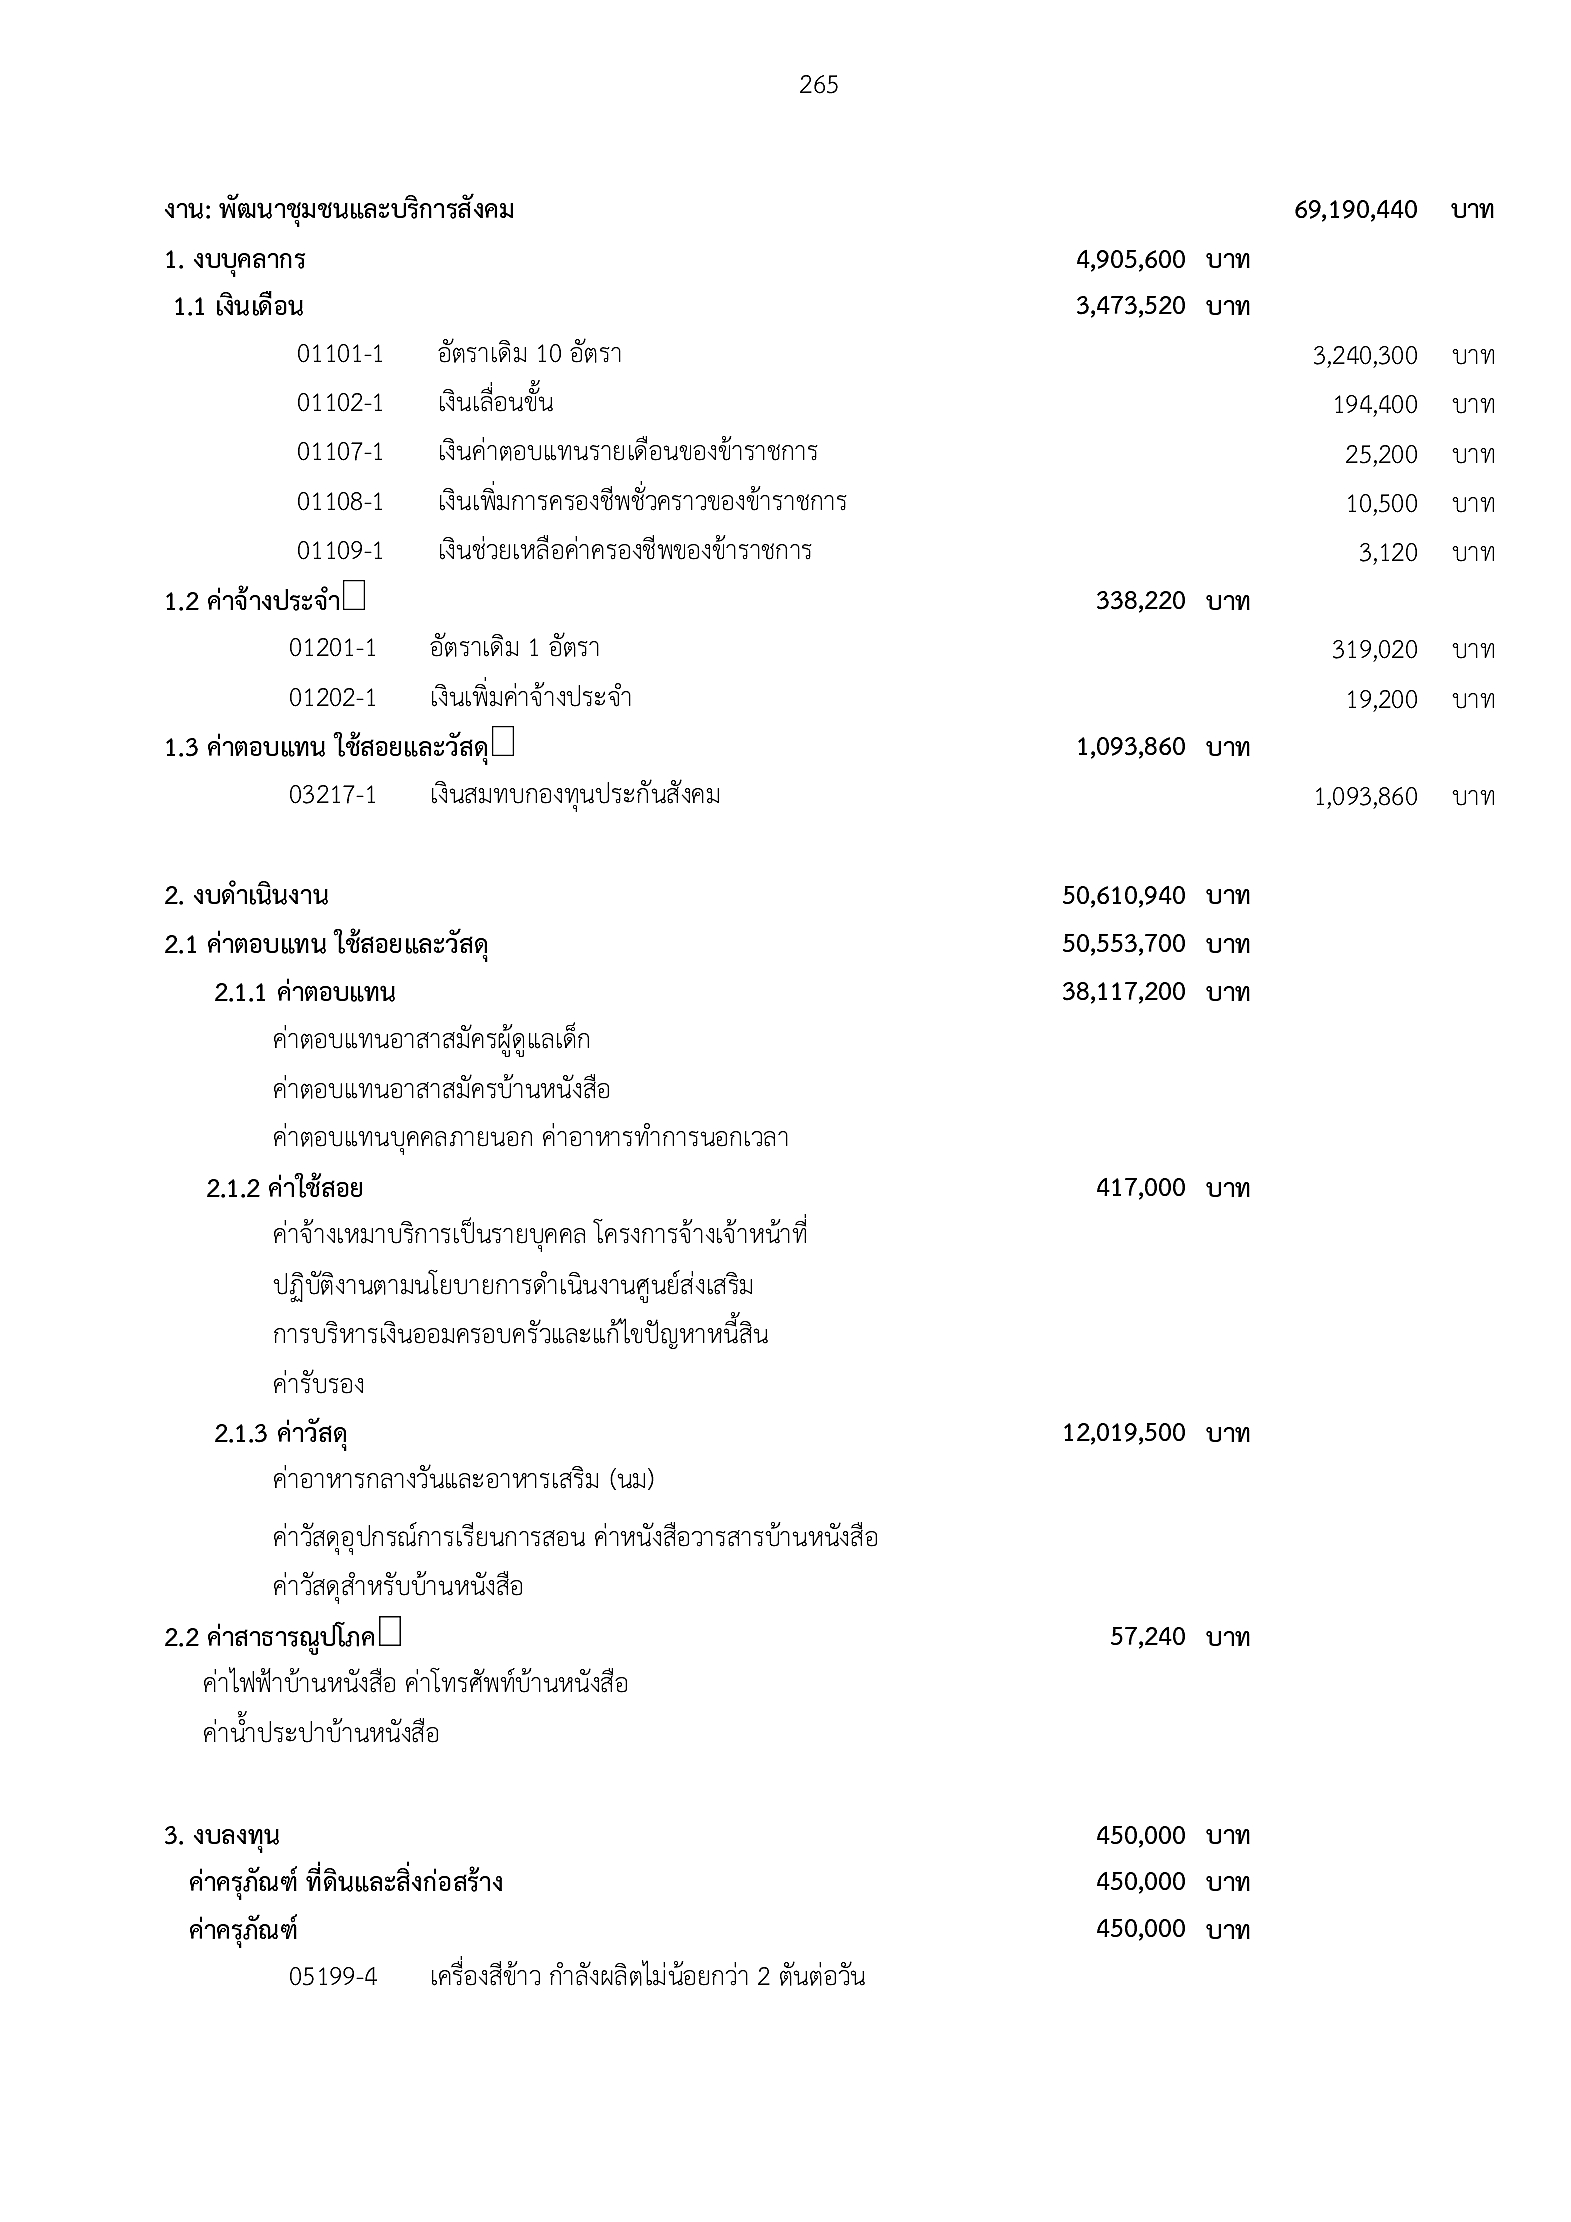 265
งาน: พัฒนาชุมชนและบริการสังคม 69,190,440 บาท
1. งบบุคลากร 4,905,600 บาท
1.1 เงินเดือน 3,473,520 บาท
01101-1 อัตราเดิม 10 อัตรา 3,240,300 บาท
01102-1 เงินเลื่อนขั้น 194,400 บาท
01107-1 เงินค่าตอบแทนรายเดือนของข้าราชการ 25,200 บาท
01108-1 เงินเพิ่มการครองชีพชั่วคราวของข้าราชการ 10,500 บาท
01109-1 เงินช่วยเหลือค่าครองชีพของข้าราชการ 3,120 บาท
1.2 ค่าจ้างประจำ 338,220 บาท
01201-1 อัตราเดิม 1 อัตรา 319,020 บาท
01202-1 เงินเพิ่มค่าจ้างประจำ 19,200 บาท
1.3 ค่าตอบแทน ใช้สอยและวัสดุ 1,093,860 บาท
03217-1 เงินสมทบกองทุนประกันสังคม 1,093,860 บาท
2. งบดำเนินงาน 50,610,940 บาท
2.1 ค่าตอบแทน ใช้สอยและวัสดุ 50,553,700 บาท
2.1.1 ค่าตอบแทน 38,117,200 บาท
ค่าตอบแทนอาสาสมัครผู้ดูแลเด็ก
ค่าตอบแทนอาสาสมัครบ้านหนังสือ
ค่าตอบแทนบุคคลภายนอก ค่าอาหารทำการนอกเวลา
2.1.2 ค่าใช้สอย 417,000 บาท
ค่าจ้างเหมาบริการเป็นรายบุคคล โครงการจ้างเจ้าหน้าที่
ปฏิบัติงานตามนโยบายการดำเนินงานศูนย์ส่งเสริม
การบริหารเงินออมครอบครัวและแก้ไขปัญหาหนี้สิน
ค่ารับรอง
2.1.3 ค่าวัสดุ 12,019,500 บาท
ค่าอาหารกลางวันและอาหารเสริม (นม)
ค่าวัสดุอุปกรณ์การเรียนการสอน ค่าหนังสือวารสารบ้านหนังสือ
ค่าวัสดุสำหรับบ้านหนังสือ
2.2 ค่าสาธารณูปโภค 57,240 บาท
ค่าไฟฟ้าบ้านหนังสือ ค่าโทรศัพท์บ้านหนังสือ
ค่าน้ำประปาบ้านหนังสือ
3. งบลงทุน 450,000 บาท
ค่าครุภัณฑ์ ที่ดินและสิ่งก่อสร้าง 450,000 บาท
ค่าครุภัณฑ์ 450,000 บาท
05199-4 เครื่องสีข้าว กำลังผลิตไม่น้อยกว่า 2 ตันต่อวัน